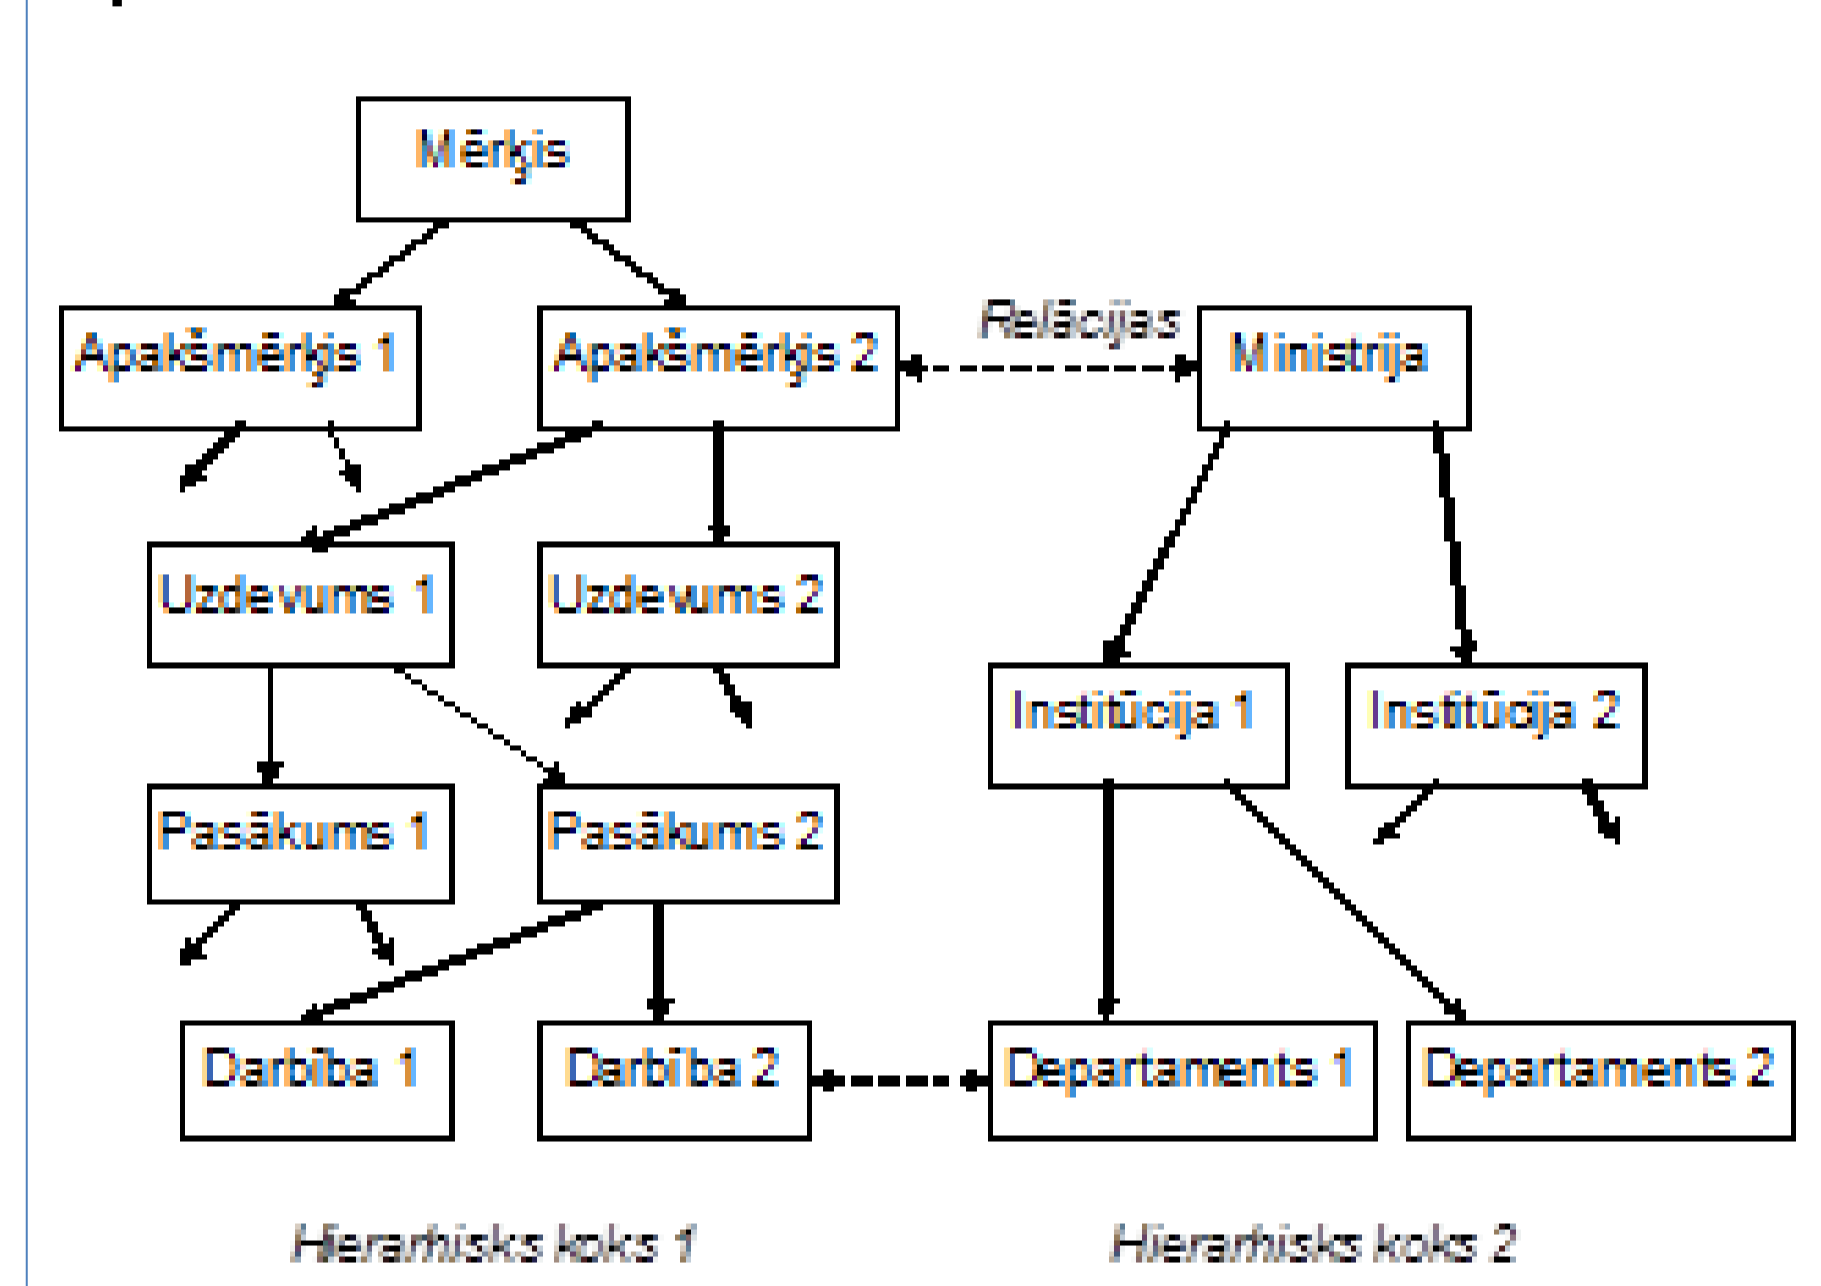 Mērķis
Apakšmērķis 1
Apakšmērķis 2
Relācijas
Ministrija
Uzdevums 1
Uzdevums 2
Institūcija 1
Institūcija 2
Pasākums 1
Pasākums 2
Darbība 1
Darbība 2
Departaments 1
Departaments 2
Hierarhisks koks 1
Hierarhisks koks 2